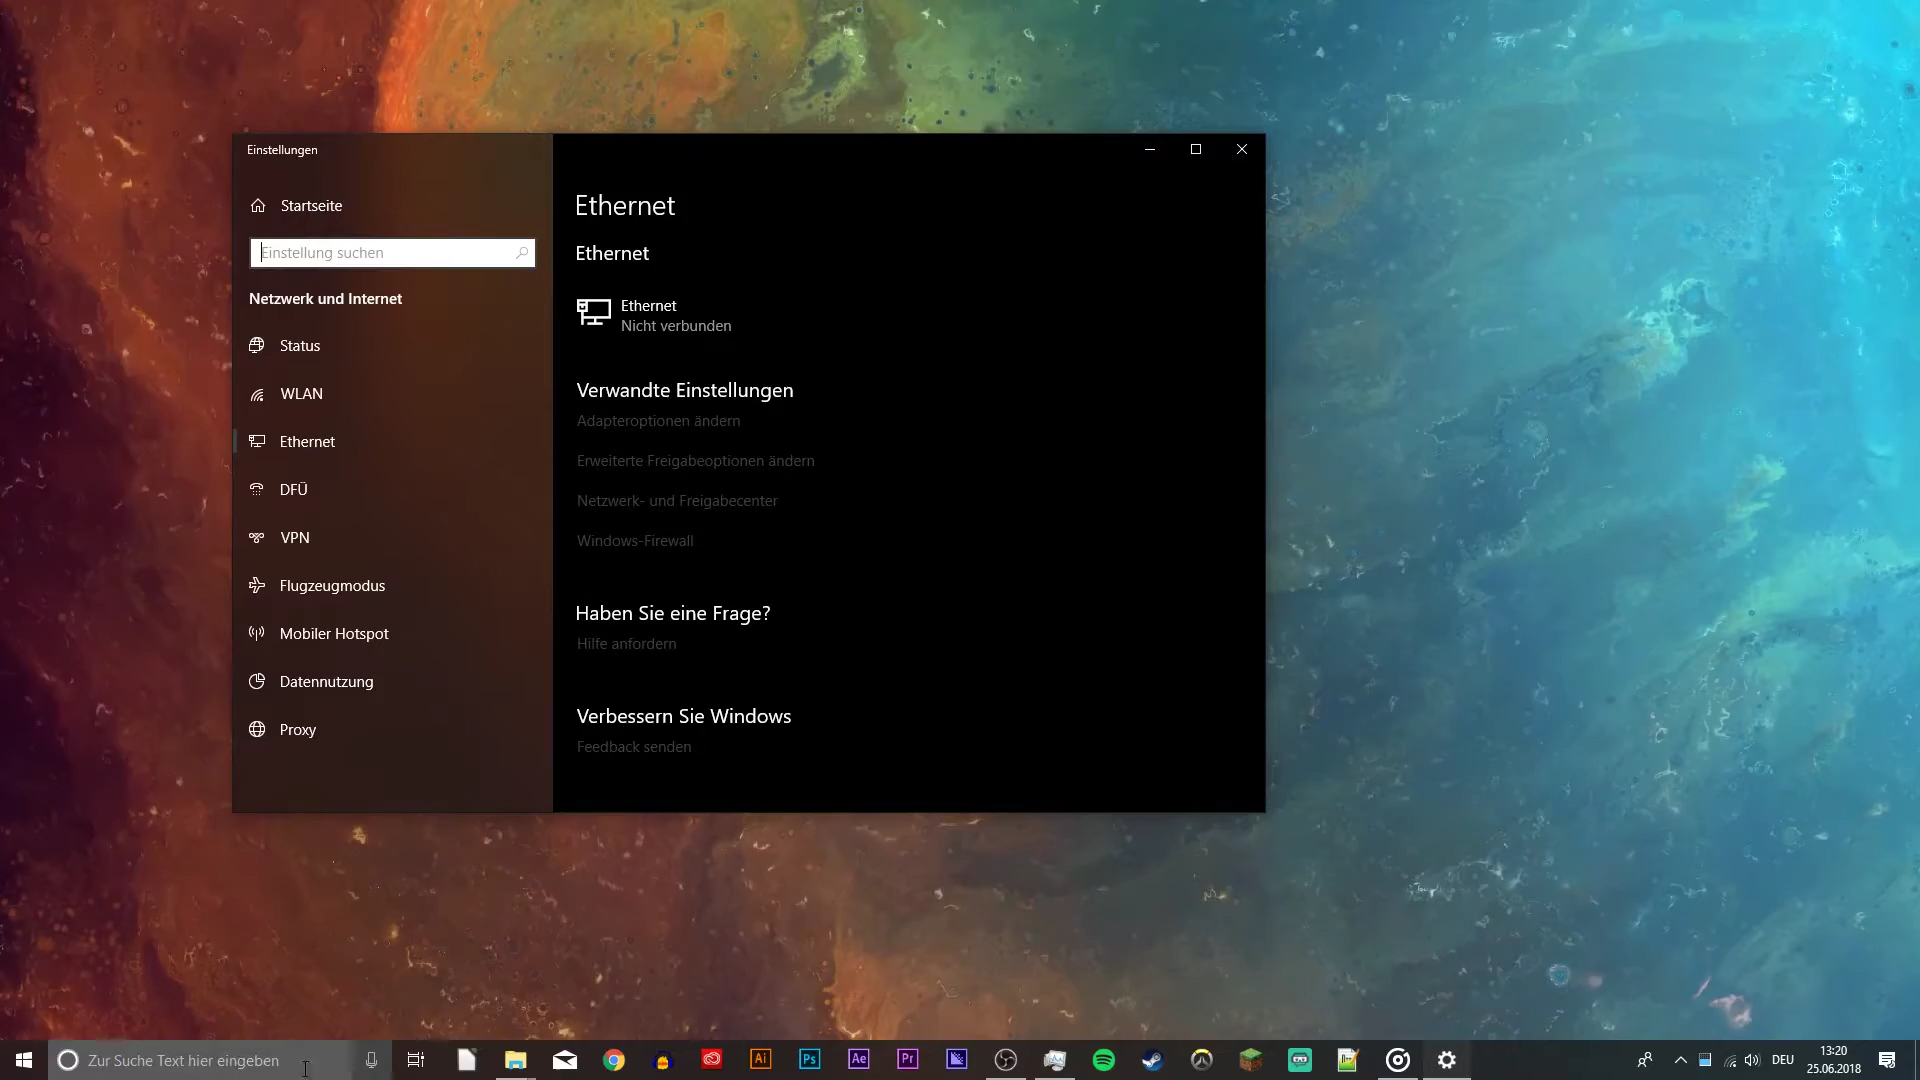 Einstellungen
Startseite
Einstellung suchen
Netzwerk und Internet
Status
WLAN
Ethernet
DFÜ
VPN
Flugzeugmodus
Mobiler Hotspot
Datennutzung
Proxy
Ethernet
Ethernet
Ethernet
Nicht verbunden
Verwandte Einstellungen
Adapteroptionen ändern
Erweiterte Freigabeoptionen ändern
Netzwerk- und Freigabecenter
Windows-Firewall
Haben Sie eine Frage?
Hilfe anfordern
Verbessern Sie Windows
Feedback senden
Zur Suche Text hier eingeben
Ai
Ps
Ae
Pr
DEU
13:20
25.06.2018